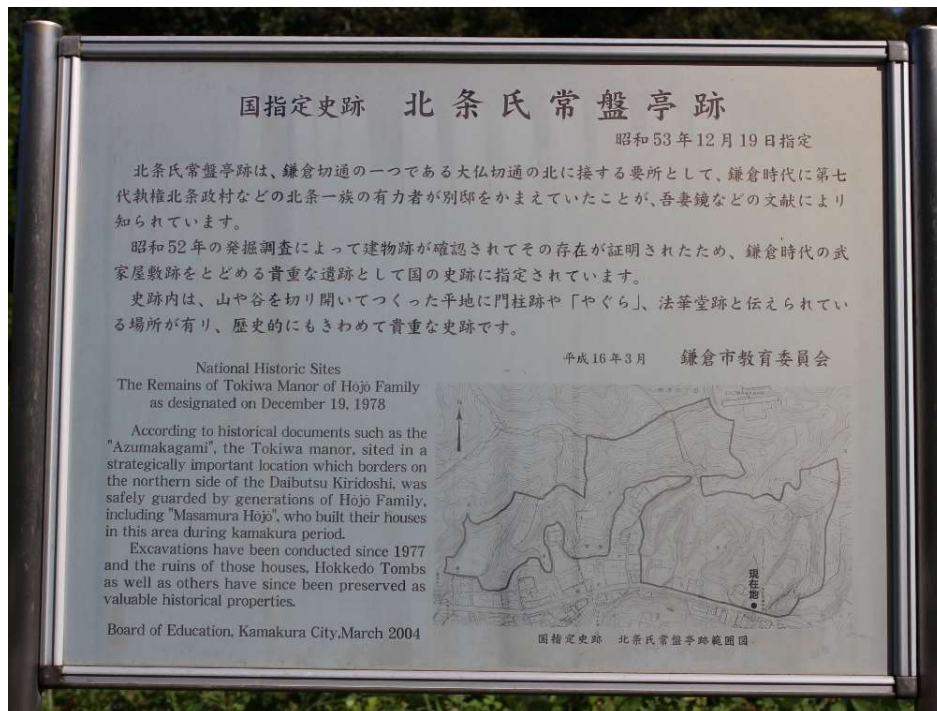 国指定史跡 北条氏常盤亭跡
昭和53年12月19日指定
北条氏常盤亭跡は、鎌倉切通の一つである大仏切通の北に接する要所として、鎌倉時代に第七
代執権北条政村などの北条一族の有力者が別邸をかまえていたことが、吾妻鏡などの文献により
知られています。
昭和52年の発掘調査によって建物跡が確認されてその存在が証明されたため、鎌倉時代の武
家屋敷跡をとどめる貴重な遺跡として国の史跡に指定されています。
史跡内は、山や谷を切り開いてつくった平地に門柱跡や「やぐら」、法華堂跡と伝えられてい
る場所が有り、歴史的にもきわめて貴重な史跡です。
平成16年3月 鎌倉市教育委員会
National Historic Sites
The Remains of Tokiwa Manor of Hōjō Family
as designated on December 19, 1978
According to historical documents such as the
"Azumakagami", the Tokiwa manor, sited in a
strategically important location which borders on
the northern side of the Daibutsu Kiridoshi, was
safely guarded by generations of Hōjō Family,
including "Masamura Hōjō", who built their houses
in this area during kamakura period.
Excavations have been conducted since 1977
and the ruins of those houses, Hokkedo Tombs
as well as others have since been preserved as
valuable historical properties.
Board of Education, Kamakura City,March 2004
現在地
国指定史跡 北条氏常盤亭跡範囲図